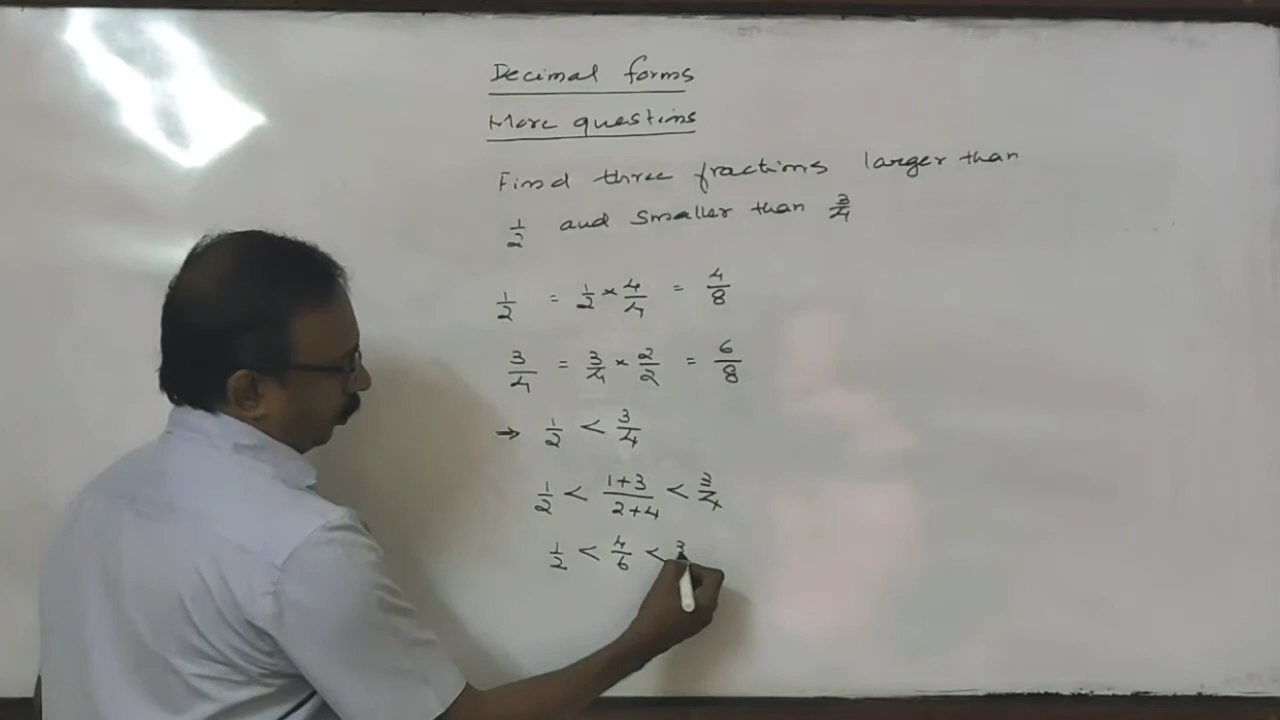 Decimal forms
More questions
Find three fractions larger than
1/2 and smaller than 3/4
1/2 = 1/2 × 4/4 = 4/8
3/4 = 3/4 × 2/2 = 6/8
→ 1/2 < 3/4
1/2 < (1+3)/(2+4) < 3/4
1/2 < 4/6 < 3